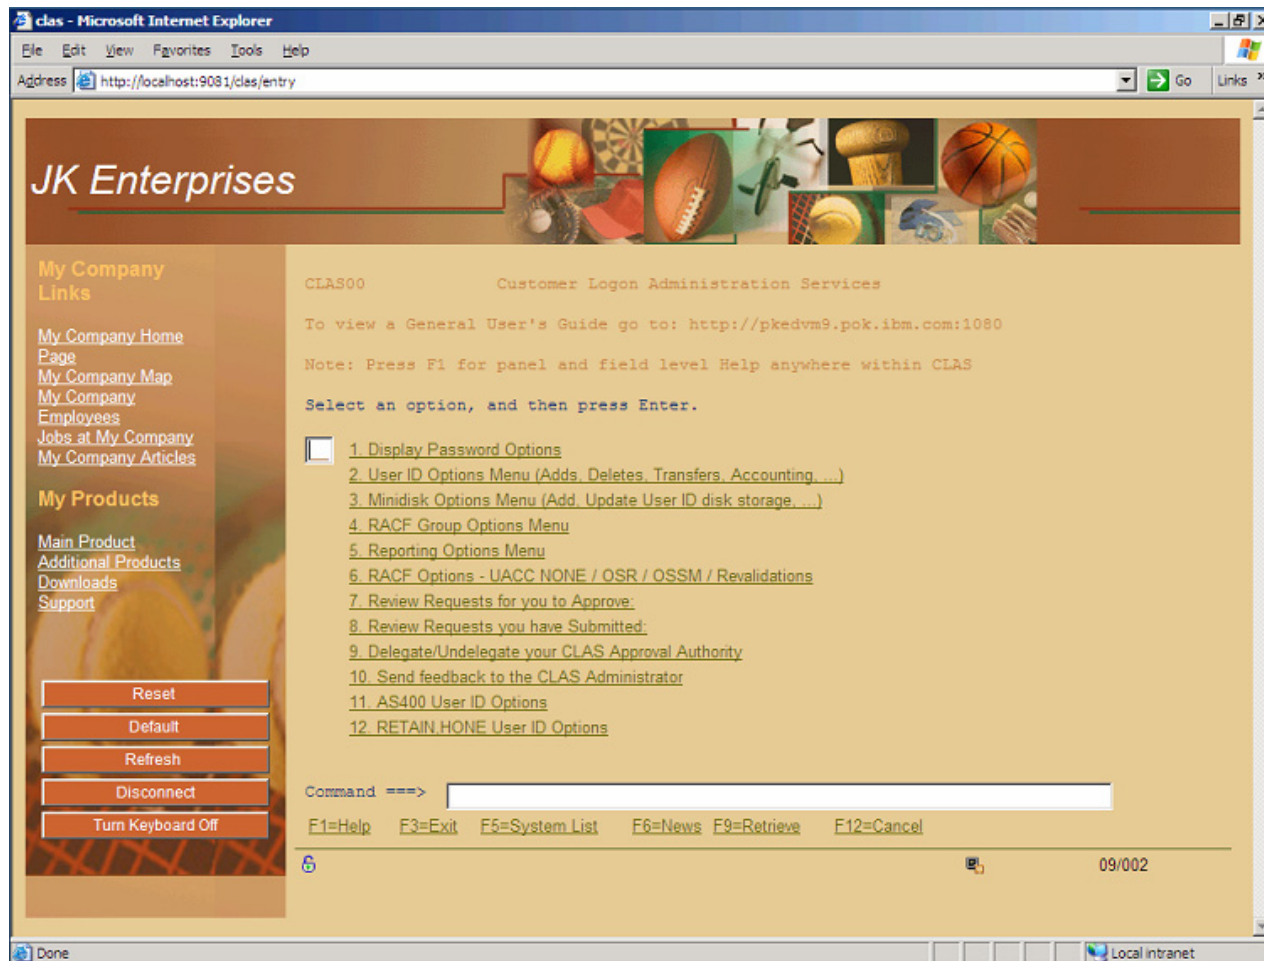 clas - Microsoft Internet Explorer
File Edit View Favorites Tools Help
Address http://localhost:9081/clas/entry Go Links »
JK Enterprises
My Company
Links
My Company Home
Page
My Company Map
My Company
Employees
Jobs at My Company
My Company Articles
My Products
Main Product
Additional Products
Downloads
Support
Reset
Default
Refresh
Disconnect
Turn Keyboard Off
CLAS00 Customer Logon Administration Services
To view a General User's Guide go to: http://pkedvm9.pok.ibm.com:1080
Note: Press F1 for panel and field level Help anywhere within CLAS
Select an option, and then press Enter.
1. Display Password Options
2. User ID Options Menu (Adds, Deletes, Transfers, Accounting, ...)
3. Minidisk Options Menu (Add, Update User ID disk storage, ...)
4. RACF Group Options Menu
5. Reporting Options Menu
6. RACF Options - UACC NONE / OSR / OSSM / Revalidations
7. Review Requests for you to Approve:
8. Review Requests you have Submitted:
9. Delegate/Undelegate your CLAS Approval Authority
10. Send feedback to the CLAS Administrator
11. AS400 User ID Options
12. RETAIN,HONE User ID Options
Command ===>
F1=Help F3=Exit F5=System List F6=News F9=Retrieve F12=Cancel
09/002
Done Local intranet